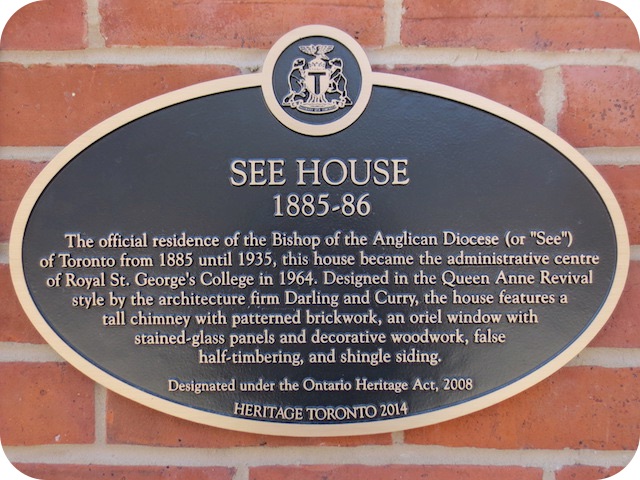 T
SEE HOUSE
1885-86
The official residence of the Bishop of the Anglican Diocese (or "See")
of Toronto from 1885 until 1935, this house became the administrative centre
of Royal St. George's College in 1964. Designed in the Queen Anne Revival
style by the architecture firm Darling and Curry, the house features a
tall chimney with patterned brickwork, an oriel window with
stained-glass panels and decorative woodwork, false
half-timbering, and shingle siding.
Designated under the Ontario Heritage Act, 2008
HERITAGE TORONTO 2014